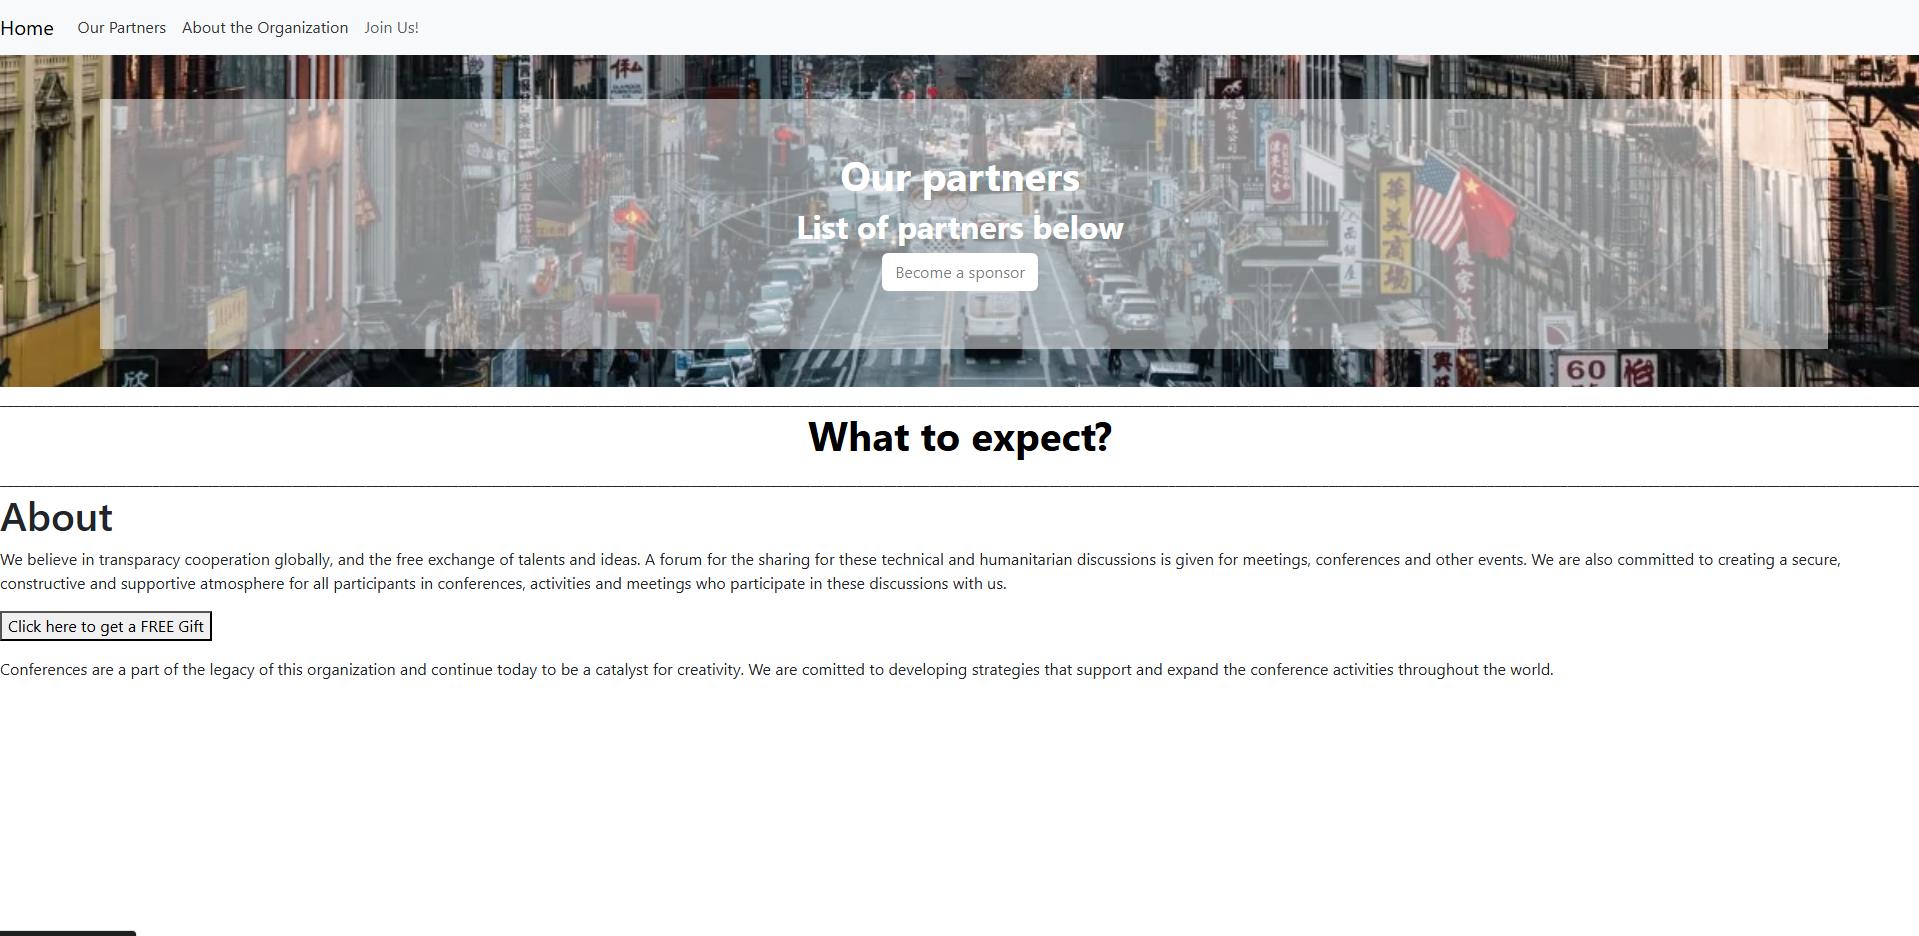 Home Our Partners About the Organization Join Us!
Our partners
List of partners below
Become a sponsor
華美商場
60
What to expect?
About
We believe in transparacy cooperation globally, and the free exchange of talents and ideas. A forum for the sharing for these technical and humanitarian discussions is given for meetings, conferences and other events. We are also committed to creating a secure,
constructive and supportive atmosphere for all participants in conferences, activities and meetings who participate in these discussions with us.
Click here to get a FREE Gift
Conferences are a part of the legacy of this organization and continue today to be a catalyst for creativity. We are comitted to developing strategies that support and expand the conference activities throughout the world.